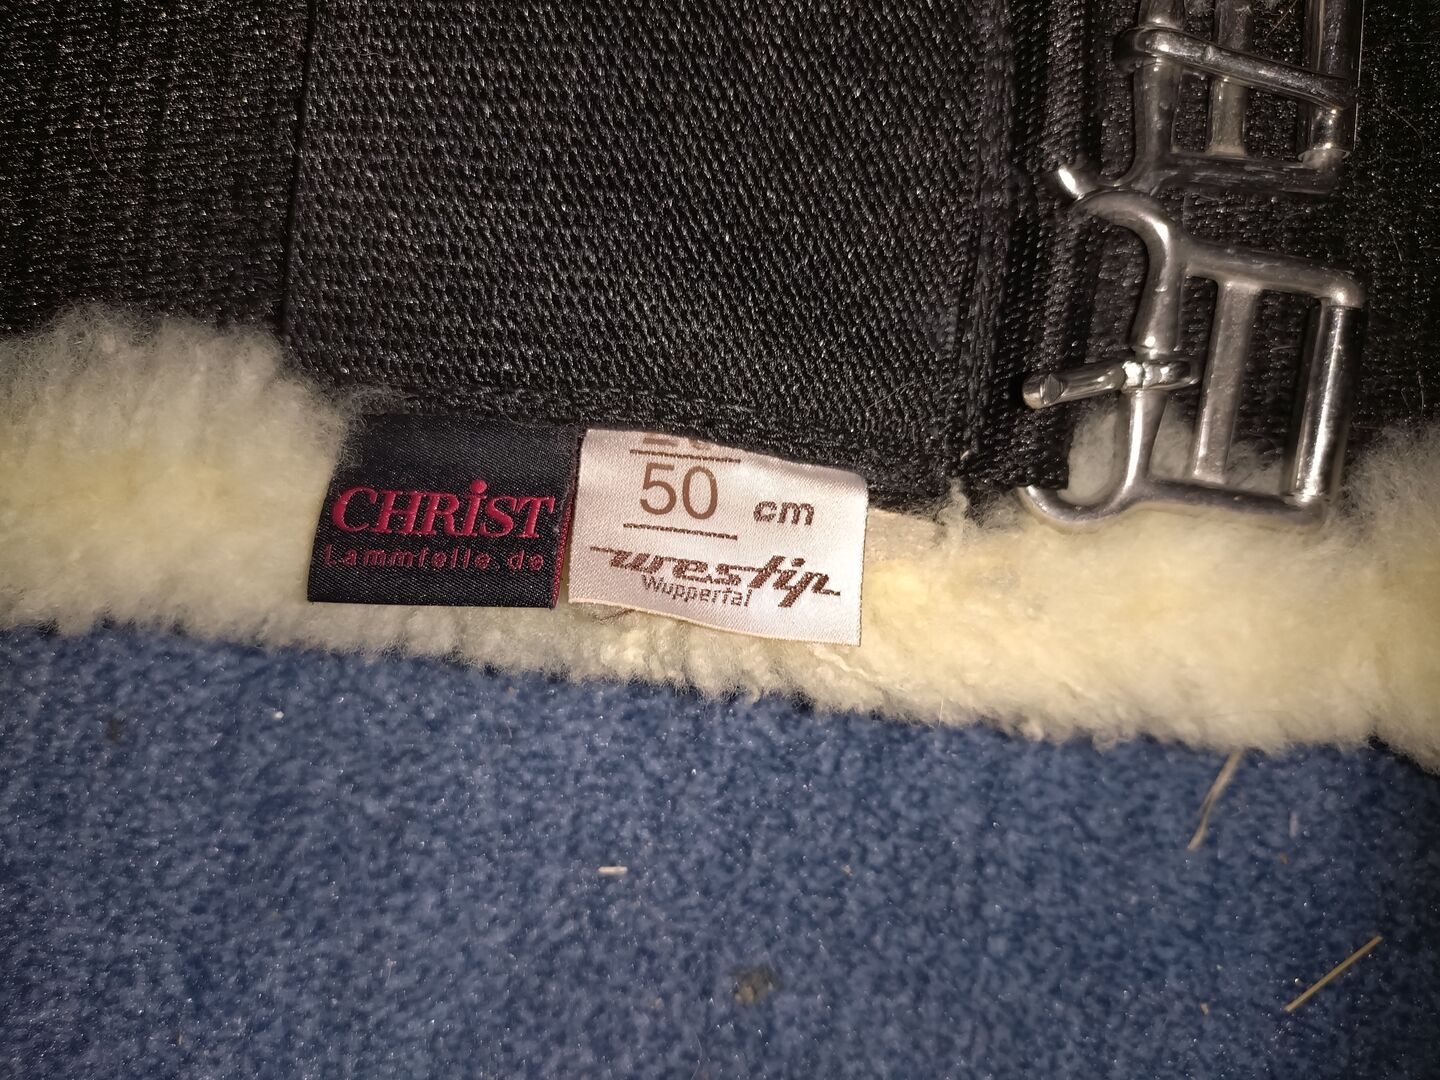 CHRiST
Lammfelle.de
50 cm
westip
Wuppertal